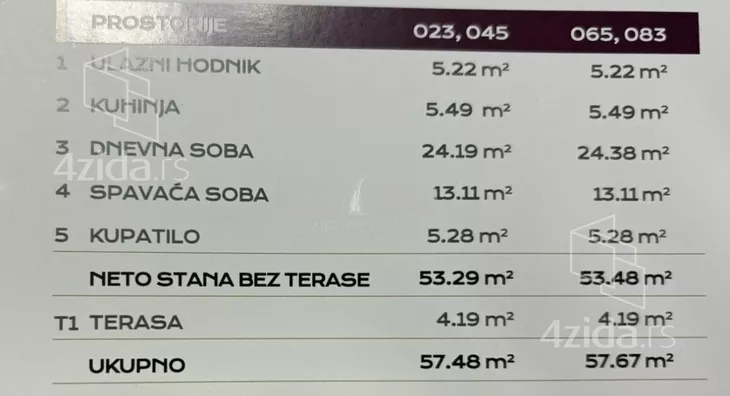 PROSTORIJE 023, 045 065, 083
1 ULAZNI HODNIK 5.22 m² 5.22 m²
2 KUHINJA 5.49 m² 5.49 m²
3 DNEVNA SOBA 24.19 m² 24.38 m²
4zida.rs
4 SPAVAĆA SOBA 13.11 m² 13.11 m²
5 KUPATILO 5.28 m² 5.28 m²
NETO STANA BEZ TERASE 53.29 m² 53.48 m²
T1 TERASA 4.19 m² 4.19 m²
4zida.rs
UKUPNO 57.48 m² 57.67 m²